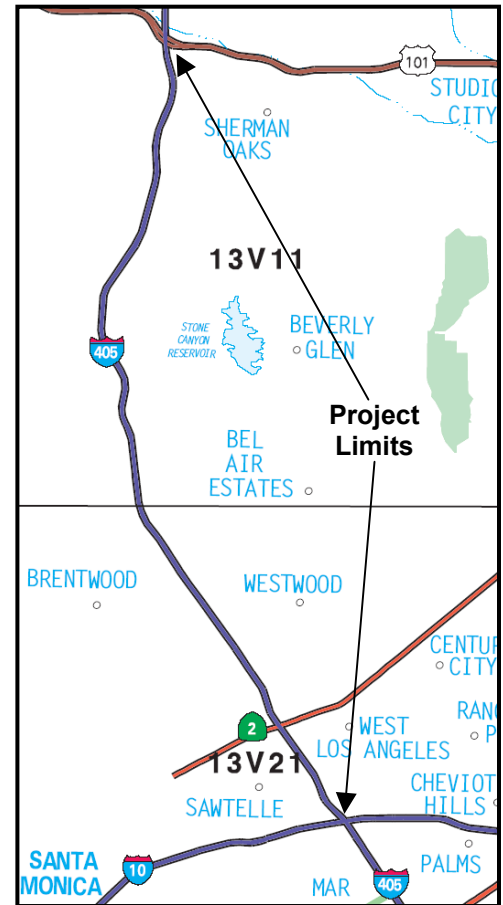 101
STUDIO
CITY
SHERMAN
OAKS
13V11
STONE
CANYON
RESERVOIR
BEVERLY
GLEN
405
Project
Limits
BEL
AIR
ESTATES
BRENTWOOD
WESTWOOD
CENTUR
CITY
2
WEST
LOS ANGELES
RAN
P
13V21
CHEVIOT
HILLS
SAWTELLE
SANTA
MONICA
10
PALMS
MAR
405